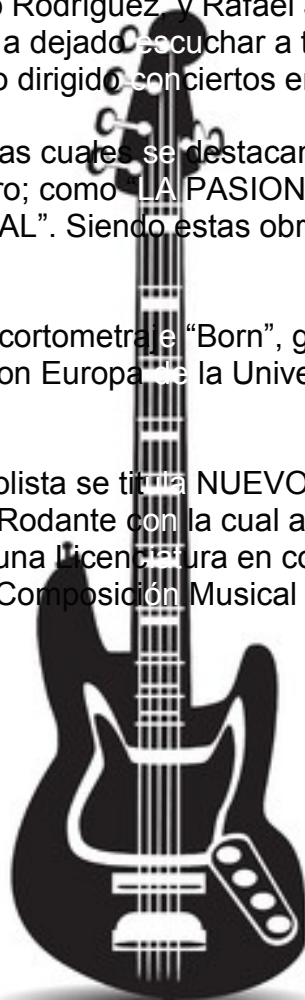 o Rodríguez, y Rafael
a dejado escuchar a t
o dirigido conciertos e
as cuales se destacar
ro; como “LA PASION
AL”. Siendo estas obr
cortometraje “Born”, g
on Europa de la Unive
olista se titula NUEVO
Rodante con la cual a
una Licenciatura en co
Composición Musical